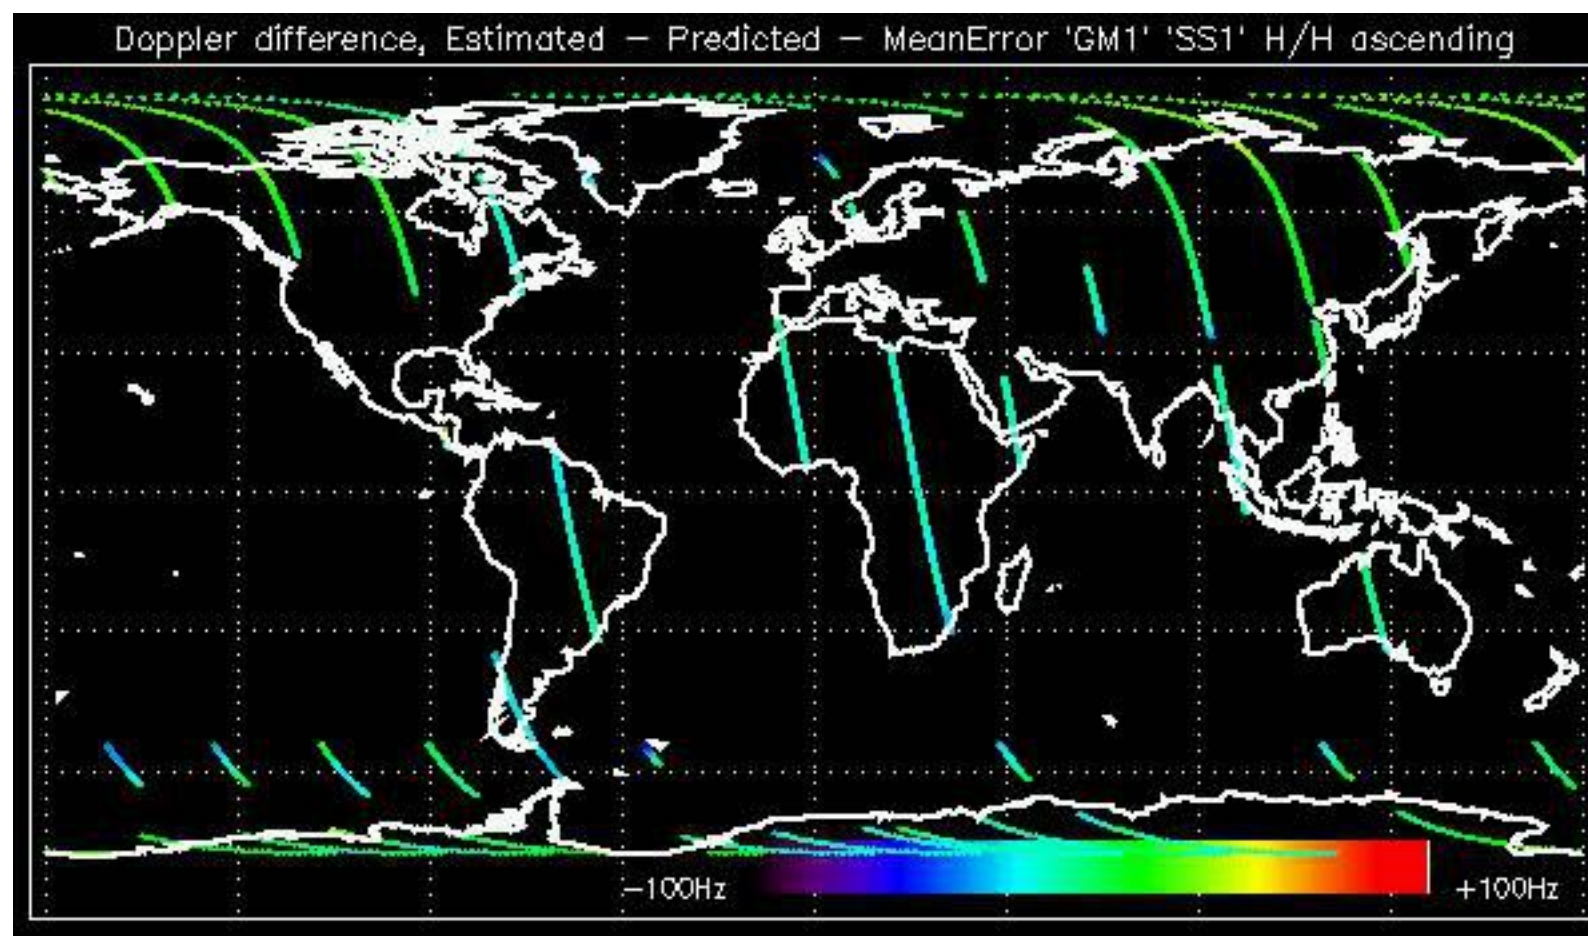 Doppler difference, Estimated – Predicted – MeanError 'GM1' 'SS1' H/H ascending
–100Hz
+100Hz